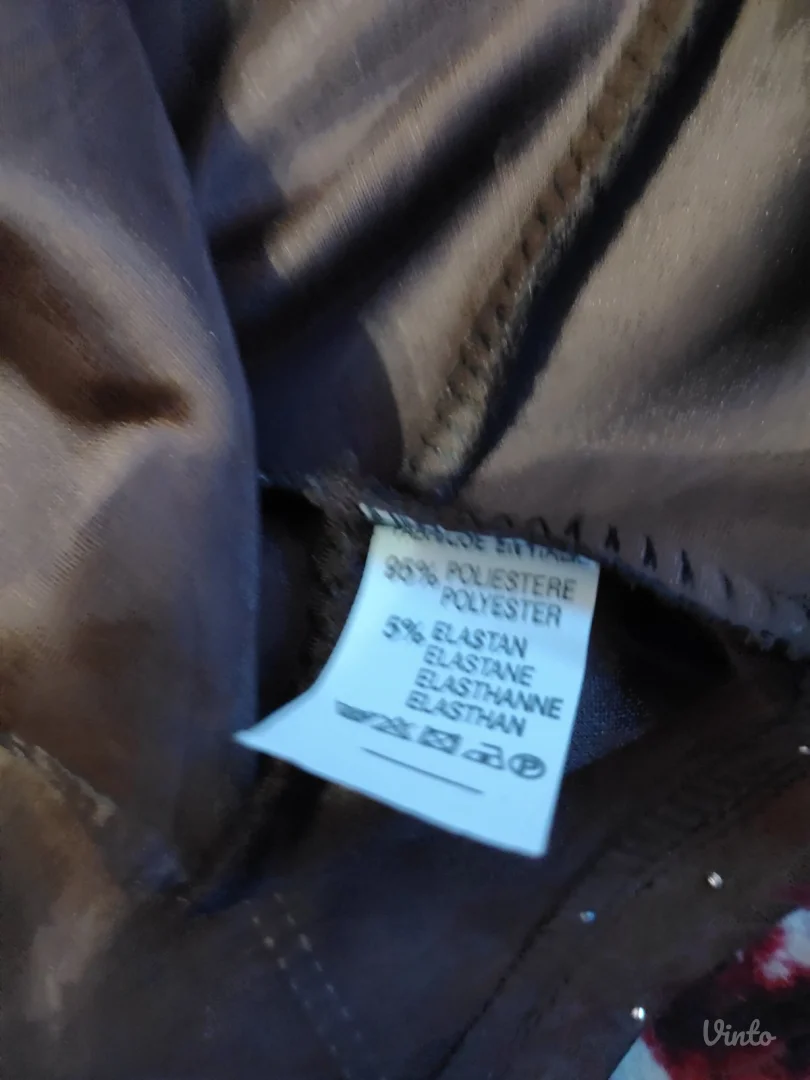 95% POLIESTERE
POLYESTER
5% ELASTAN
ELASTANE
ELASTHANNE
ELASTHAN
P
Vinto